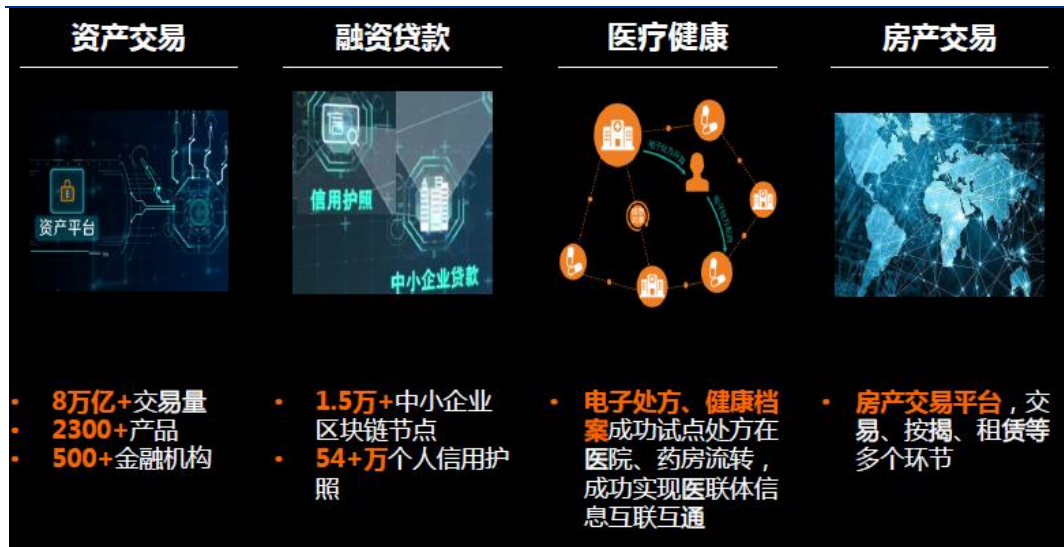 资产交易
融资贷款
医疗健康
房产交易
资产平台
信用护照
中小企业贷款
• 8万亿+交易量
• 2300+产品
• 500+金融机构
• 1.5万+中小企业
区块链节点
• 54+万个人信用护
照
• 电子处方、健康档
案成功试点处方在
医院、药房流转，
成功实现医联体信
息互联互通
• 房产交易平台，交
易、按揭、租赁等
多个环节